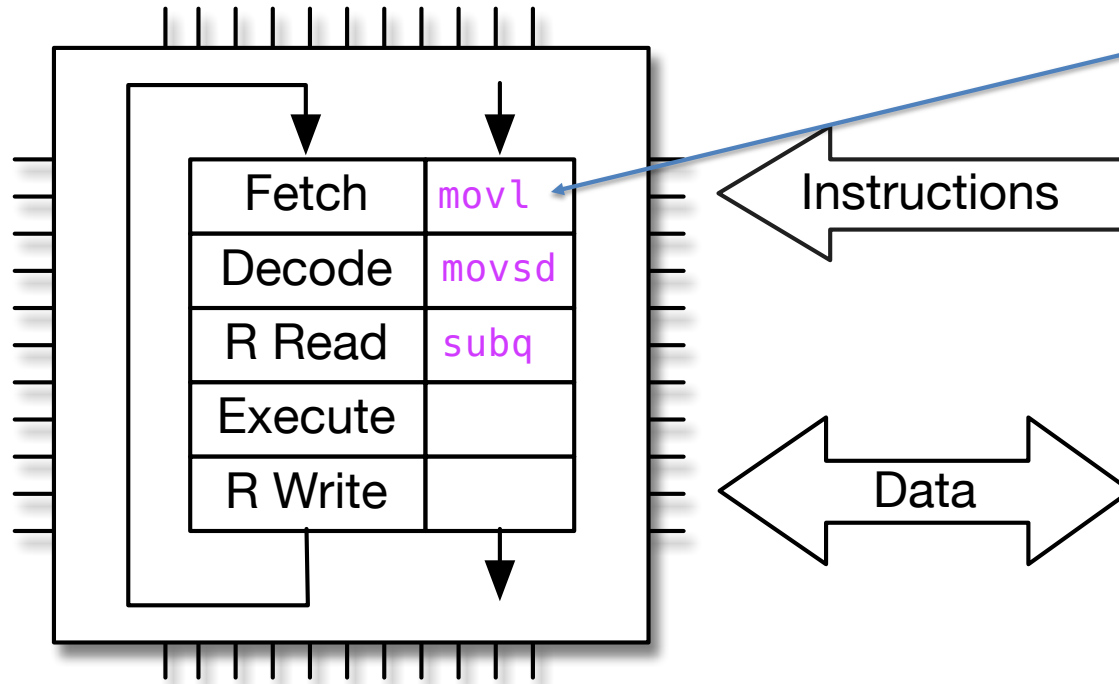 Fetch movl
Instructions
Decode movsd
R Read subq
Execute
R Write
Data